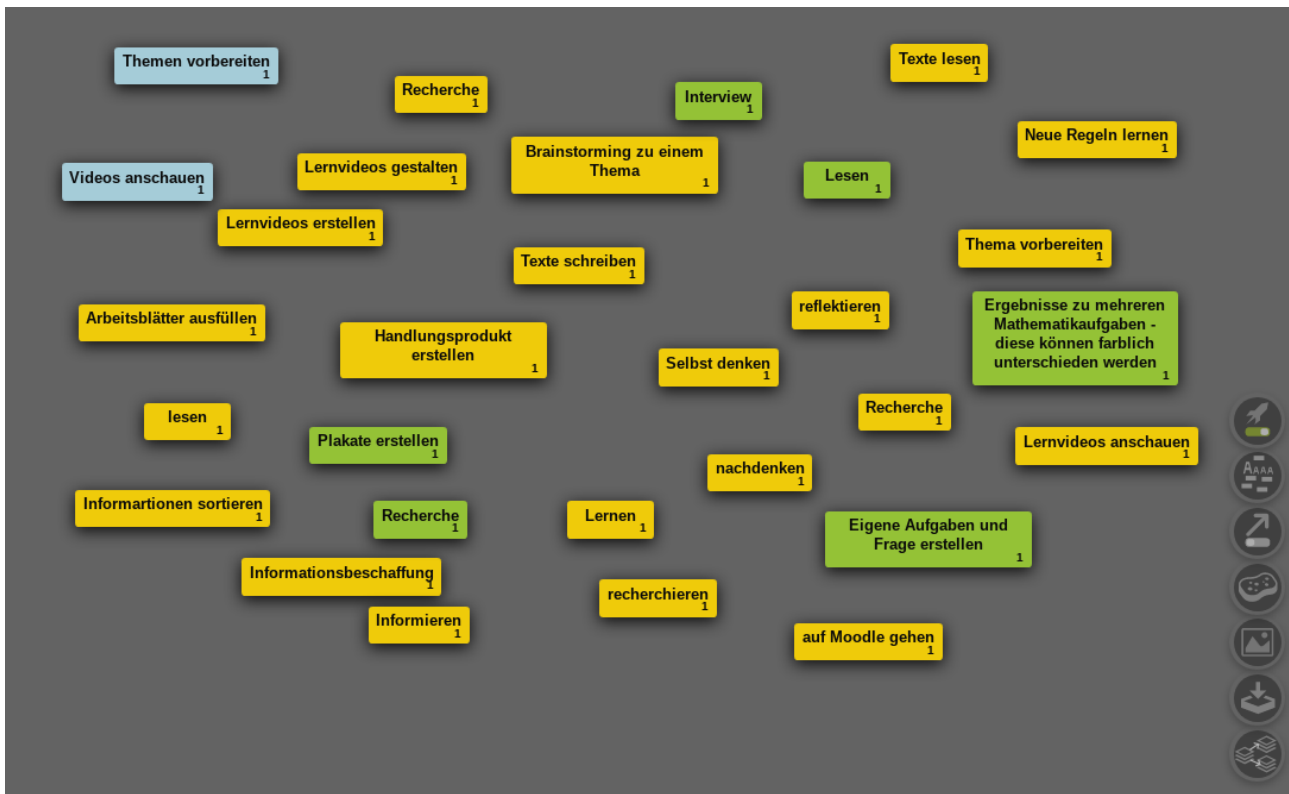 Themen vorbereiten
1
Recherche
1
Interview
1
Texte lesen
1
Neue Regeln lernen
1
Brainstorming zu einem
Thema
1
Lernvideos gestalten
1
Videos anschauen
1
Lesen
1
Lernvideos erstellen
1
Thema vorbereiten
1
Texte schreiben
1
reflektieren
1
Ergebnisse zu mehreren
Mathematikaufgaben -
diese können farblich
unterschieden werden
1
Arbeitsblätter ausfüllen
1
Handlungsprodukt
erstellen
1
Selbst denken
1
Recherche
1
lesen
1
Plakate erstellen
1
Lernvideos anschauen
1
nachdenken
1
Informartionen sortieren
1
Recherche
1
Lernen
1
Eigene Aufgaben und
Frage erstellen
1
Informationsbeschaffung
1
recherchieren
1
Informieren
1
auf Moodle gehen
1
AAAA